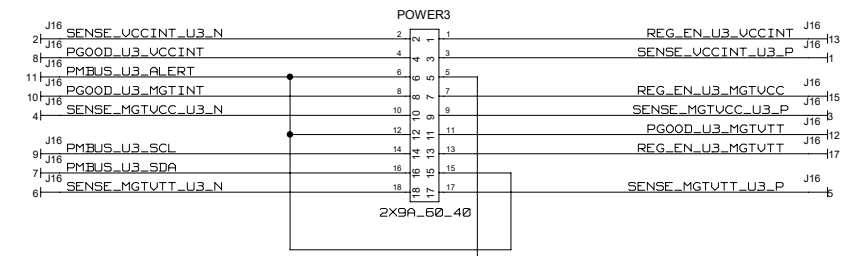 POWER3
J16 SENSE_VCCINT_U3_N 2 2 1 1 REG_EN_U3_VCCINT J16
2 13
J16 PGOOD_U3_VCCINT 4 4 3 3 SENSE_VCCINT_U3_P J16
8 1
J16 PMBUS_U3_ALERT 6 6 5 5
11
J16 PGOOD_U3_MGTINT 8 8 7 7 REG_EN_U3_MGTVCC J16
10 15
J16 SENSE_MGTVCC_U3_N 10 10 9 9 SENSE_MGTVCC_U3_P J16
4 3
12 12 11 11 PGOOD_U3_MGTVTT J16
12
J16 PMBUS_U3_SCL 14 14 13 13 REG_EN_U3_MGTVTT J16
9 17
J16 PMBUS_U3_SDA 16 16 15 15
7
J16 SENSE_MGTVTT_U3_N 18 18 17 17 SENSE_MGTVTT_U3_P J16
6 5
2X9A_60_40